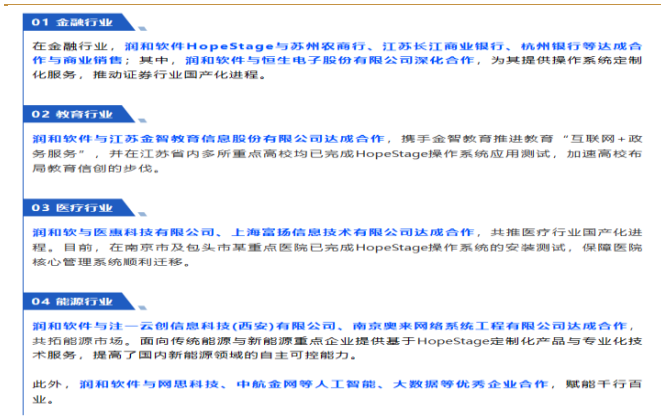 01 金融行业
在金融行业，润和软件HopeStage与苏州农商行、江苏长江商业银行、杭州银行等达成合
作与商业销售；其中，润和软件与恒生电子股份有限公司深化合作，为其提供操作系统定制
化服务，推动证券行业国产化进程。
02 教育行业
润和软件与江苏金智教育信息股份有限公司达成合作，携手金智教育推进教育“互联网+政
务服务”，并在江苏省内多所重点高校均已完成HopeStage操作系统应用测试，加速高校布
局教育信创的步伐。
03 医疗行业
润和软与医惠科技有限公司、上海富扬信息技术有限公司达成合作，共推医疗行业国产化进
程。目前，在南京市及包头市某重点医院已完成HopeStage操作系统的安装测试，保障医院
核心管理系统顺利迁移。
04 能源行业
润和软件与注一云创信息科技(西安)有限公司、南京奥来网络系统工程有限公司达成合作，
共拓能源市场。面向传统能源与新能源重点企业提供基于HopeStage定制化产品与专业化技
术服务，提高了国内新能源领域的自主可控能力。
此外，润和软件与网思科技、中航金网等人工智能、大数据等优秀企业合作，赋能千行百
业。